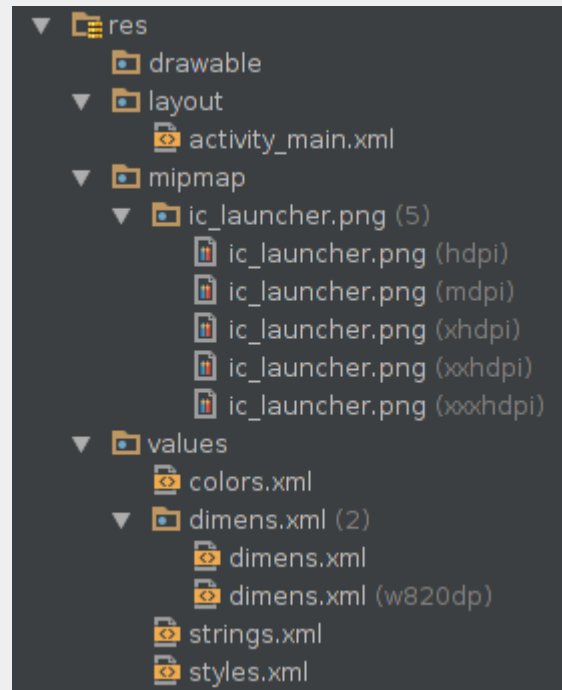 res
drawable
layout
activity_main.xml
mipmap
ic_launcher.png (5)
ic_launcher.png (hdpi)
ic_launcher.png (mdpi)
ic_launcher.png (xhdpi)
ic_launcher.png (xxhdpi)
ic_launcher.png (xxxhdpi)
values
colors.xml
dimens.xml (2)
dimens.xml
dimens.xml (w820dp)
strings.xml
styles.xml